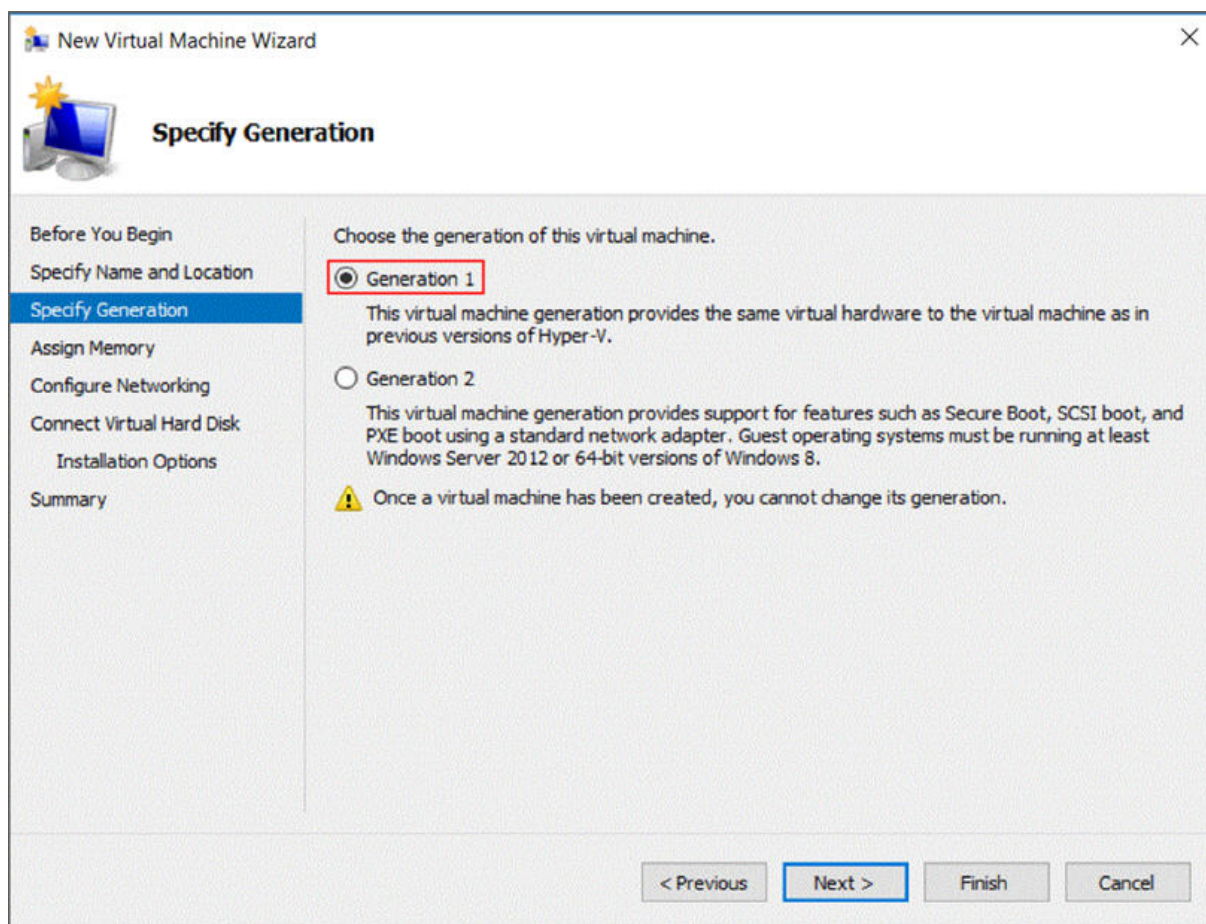 New Virtual Machine Wizard
Specify Generation
Before You Begin
Specify Name and Location
Specify Generation
Assign Memory
Configure Networking
Connect Virtual Hard Disk
Installation Options
Summary
Choose the generation of this virtual machine.
Generation 1
This virtual machine generation provides the same virtual hardware to the virtual machine as in
previous versions of Hyper-V.
Generation 2
This virtual machine generation provides support for features such as Secure Boot, SCSI boot, and
PXE boot using a standard network adapter. Guest operating systems must be running at least
Windows Server 2012 or 64-bit versions of Windows 8.
Once a virtual machine has been created, you cannot change its generation.
< Previous
Next >
Finish
Cancel